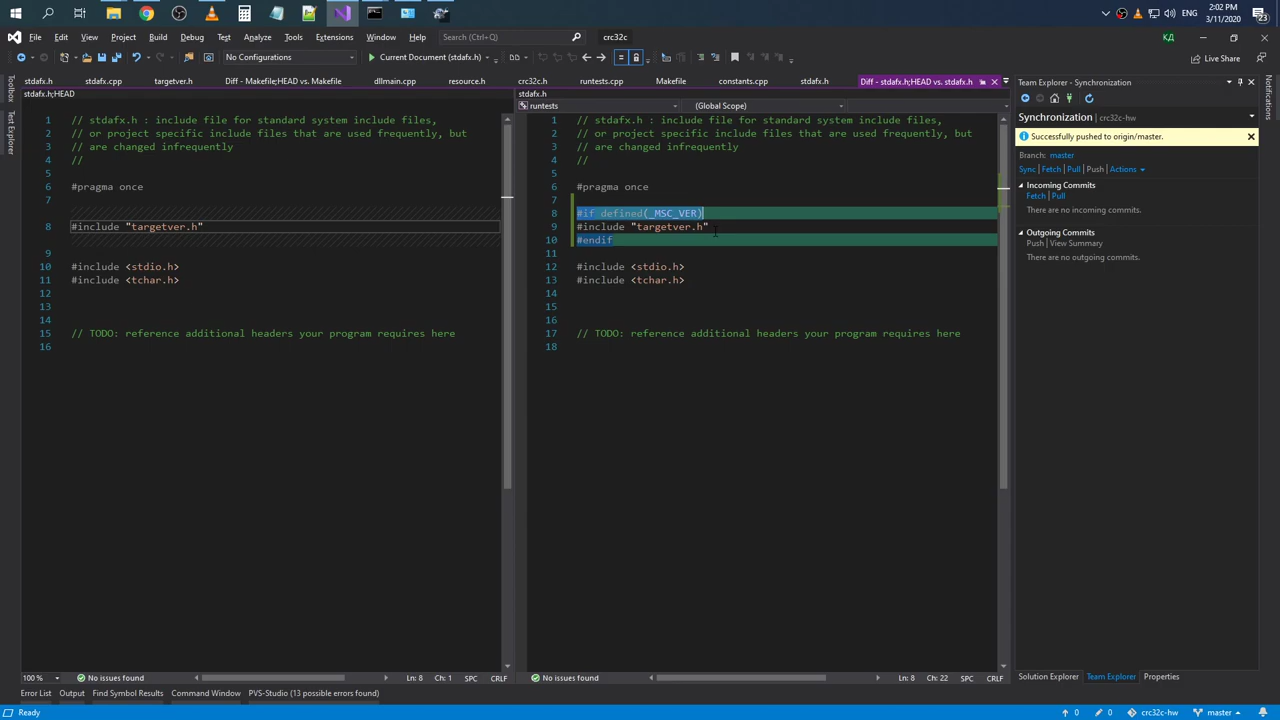 2:02 PM
ENG
3/11/2020
23
File Edit View Project Build Debug Test Analyze Tools Extensions Window Help Search (Ctrl+Q) crc32c
КД
No Configurations Current Document (stdafx.h) Live Share
stdafx.h stdafx.cpp targetver.h Diff - Makefile;HEAD vs. Makefile dllmain.cpp resource.h crc32c.h runtests.cpp Makefile constants.cpp stdafx.h Diff - stdafx.h;HEAD vs. stdafx.h
Toolbox
Test Explorer
Notifications
stdafx.h;HEAD
1 // stdafx.h : include file for standard system include files,
2 // or project specific include files that are used frequently, but
3 // are changed infrequently
4 //
5
6 #pragma once
7
8 #include "targetver.h"
9
10 #include <stdio.h>
11 #include <tchar.h>
12
13
14
15 // TODO: reference additional headers your program requires here
16
100 % No issues found Ln: 8 Ch: 1 SPC CRLF
stdafx.h
runtests (Global Scope)
1 // stdafx.h : include file for standard system include files,
2 // or project specific include files that are used frequently, but
3 // are changed infrequently
4 //
5
6 #pragma once
7
8 #if defined(_MSC_VER)
9 #include "targetver.h"
10 #endif
11
12 #include <stdio.h>
13 #include <tchar.h>
14
15
16
17 // TODO: reference additional headers your program requires here
18
No issues found Ln: 8 Ch: 22 SPC CRLF
Team Explorer - Synchronization
Synchronization
crc32c-hw
Successfully pushed to origin/master.
Branch: master
Sync Fetch Pull Push Actions
Incoming Commits
Fetch Pull
There are no incoming commits.
Outgoing Commits
Push View Summary
There are no outgoing commits.
Solution Explorer Team Explorer Properties
Error List Output Find Symbol Results Command Window PVS-Studio (13 possible errors found)
Ready 0 0 crc32c-hw master